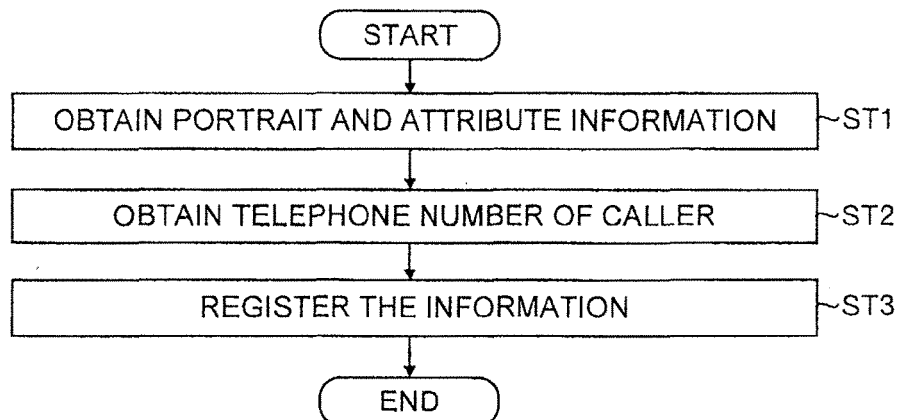 START
OBTAIN PORTRAIT AND ATTRIBUTE INFORMATION ~ST1
OBTAIN TELEPHONE NUMBER OF CALLER ~ST2
REGISTER THE INFORMATION ~ST3
END